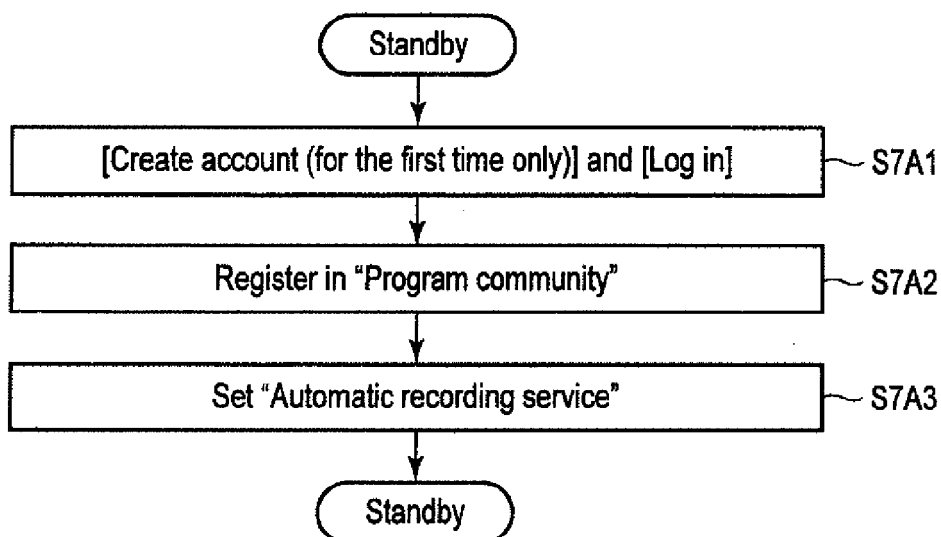 Standby
[Create account (for the first time only)] and [Log in]
S7A1
Register in “Program community”
S7A2
Set “Automatic recording service”
S7A3
Standby